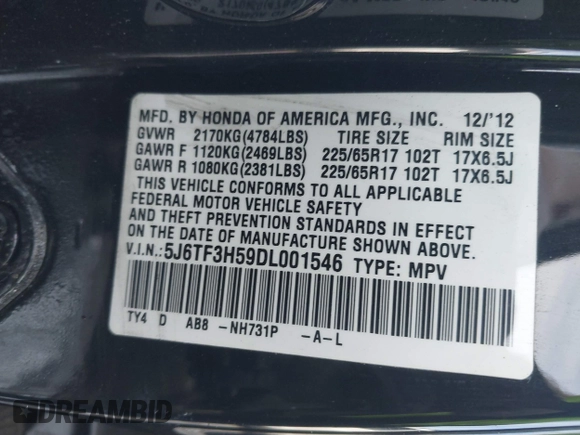 MFD. BY HONDA OF AMERICA MFG., INC. 12/'12
GVWR 2170KG(4784LBS) TIRE SIZE RIM SIZE
GAWR F 1120KG(2469LBS) 225/65R17 102T 17X6.5J
GAWR R 1080KG(2381LBS) 225/65R17 102T 17X6.5J
THIS VEHICLE CONFORMS TO ALL APPLICABLE
FEDERAL MOTOR VEHICLE SAFETY
AND THEFT PREVENTION STANDARDS IN EFFECT
ON THE DATE OF MANUFACTURE SHOWN ABOVE.
V.I.N.:5J6TF3H59DL001546 TYPE: MPV
TY4 D AB8 -NH731P -A-L
DREAMBID